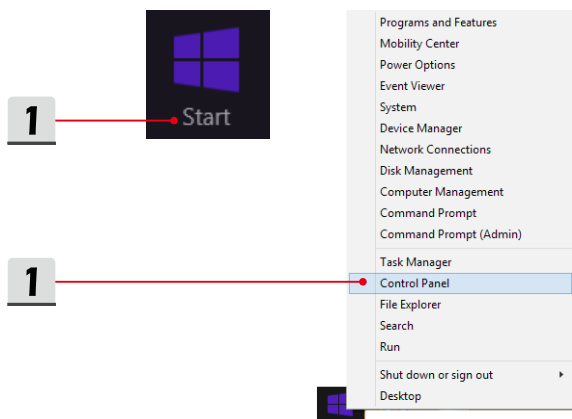 1
Start
1
Programs and Features
Mobility Center
Power Options
Event Viewer
System
Device Manager
Network Connections
Disk Management
Computer Management
Command Prompt
Command Prompt (Admin)
Task Manager
Control Panel
File Explorer
Search
Run
Shut down or sign out
Desktop